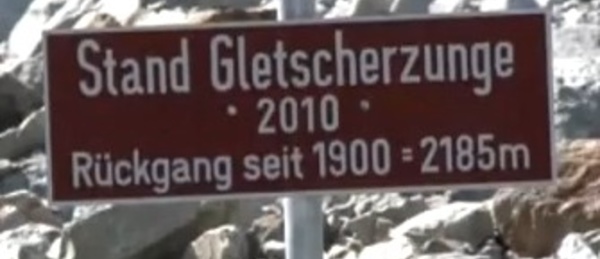 Stand Gletscherzunge
• 2010 •
Rückgang seit 1900 = 2185m